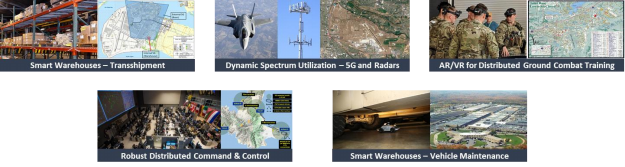 Smart Warehouses – Transshipment
Dynamic Spectrum Utilization – 5G and Radars
AR/VR for Distributed Ground Combat Training
Robust Distributed Command & Control
Smart Warehouses – Vehicle Maintenance